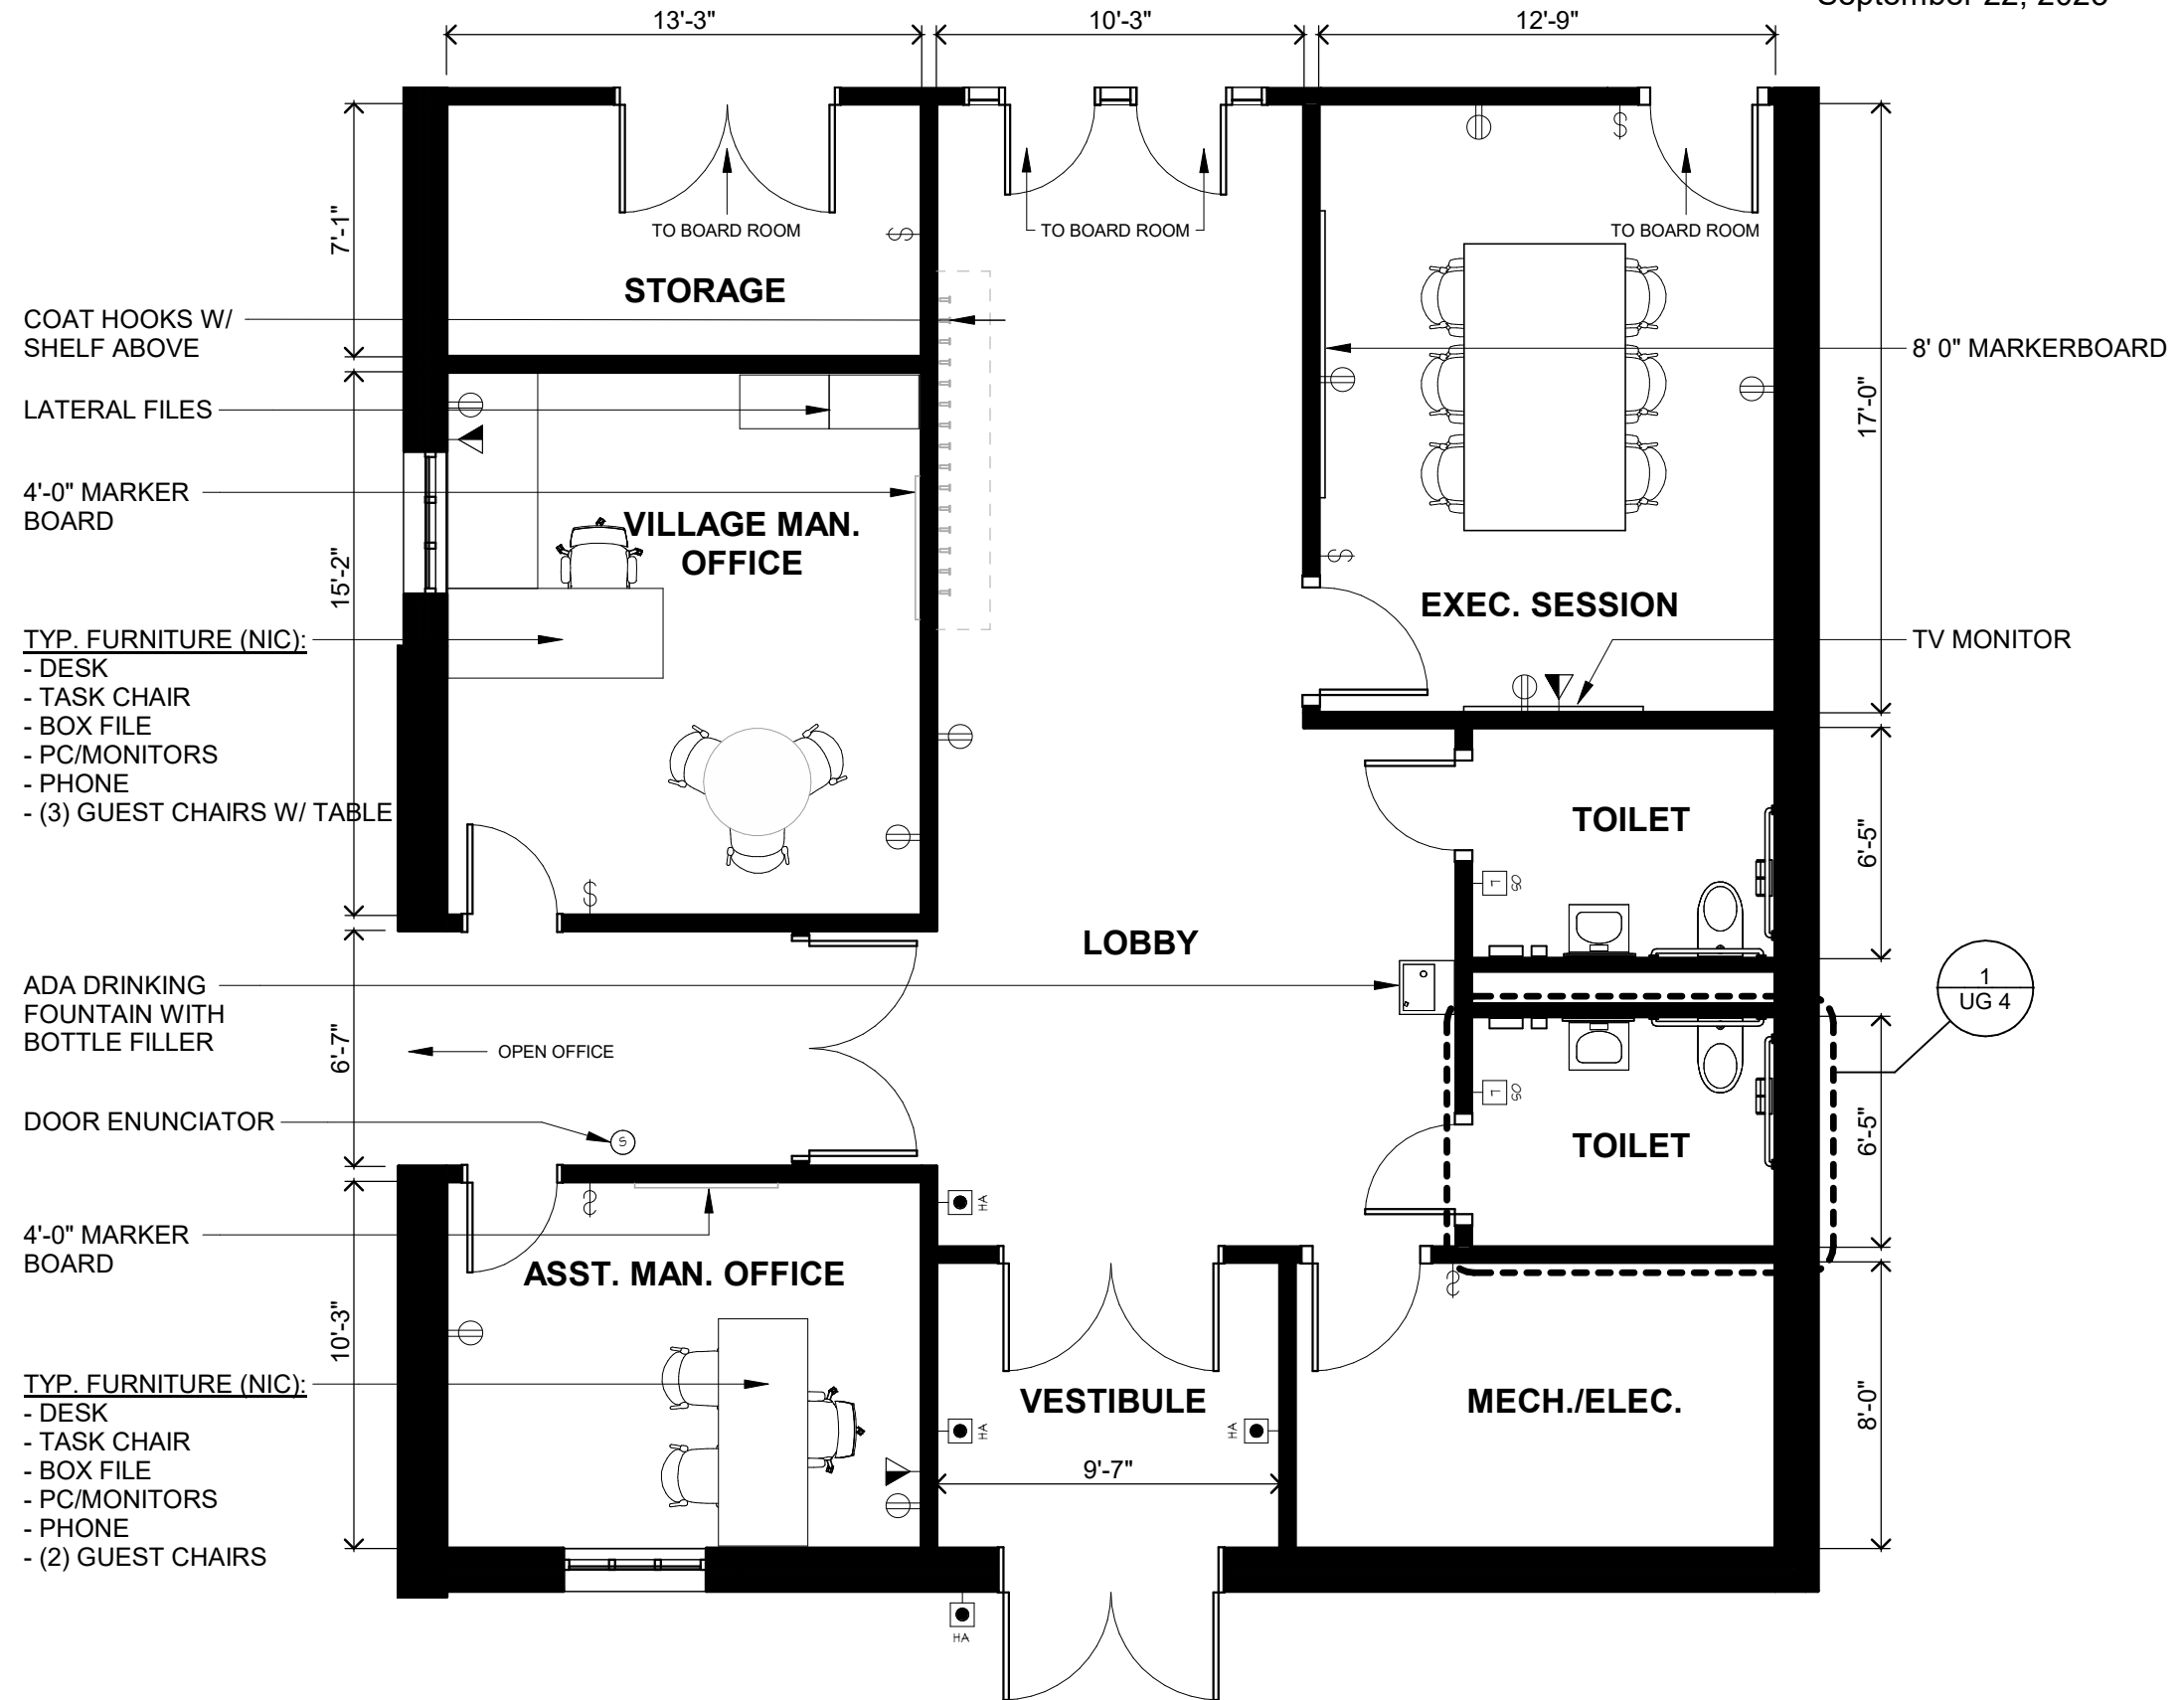 September 22, 2023
13'-3"
10'-3"
12'-9"
7'-1"
TO BOARD ROOM
TO BOARD ROOM
TO BOARD ROOM
STORAGE
COAT HOOKS W/
SHELF ABOVE
8' 0" MARKERBOARD
LATERAL FILES
17'-0"
4'-0" MARKER
BOARD
VILLAGE MAN.
OFFICE
15'-2"
EXEC. SESSION
TYP. FURNITURE (NIC):
- DESK
- TASK CHAIR
- BOX FILE
- PC/MONITORS
- PHONE
- (3) GUEST CHAIRS W/ TABLE
TV MONITOR
TOILET
6'-5"
L
OS
LOBBY
ADA DRINKING
FOUNTAIN WITH
BOTTLE FILLER
1
UG 4
6'-7"
OPEN OFFICE
L
OS
DOOR ENUNCIATOR
S
TOILET
6'-5"
HA
4'-0" MARKER
BOARD
ASST. MAN. OFFICE
10'-3"
TYP. FURNITURE (NIC):
- DESK
- TASK CHAIR
- BOX FILE
- PC/MONITORS
- PHONE
- (2) GUEST CHAIRS
VESTIBULE
MECH./ELEC.
8'-0"
HA
HA
9'-7"
HA